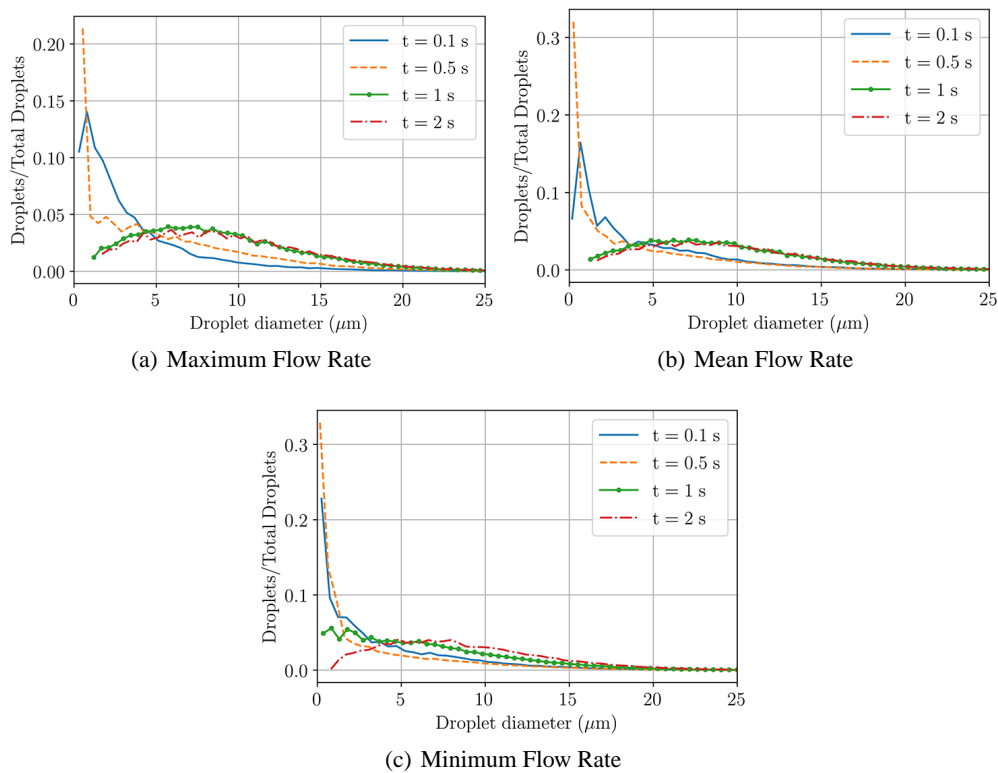 0.20
0.15
0.10
0.05
0.00
Droplets/Total Droplets
t = 0.1 s
t = 0.5 s
t = 1 s
t = 2 s
0 5 10 15 20 25
Droplet diameter (μm)
(a) Maximum Flow Rate
0.3
0.2
0.1
0.0
Droplets/Total Droplets
t = 0.1 s
t = 0.5 s
t = 1 s
t = 2 s
0 5 10 15 20 25
Droplet diameter (μm)
(b) Mean Flow Rate
0.3
0.2
0.1
0.0
Droplets/Total Droplets
t = 0.1 s
t = 0.5 s
t = 1 s
t = 2 s
0 5 10 15 20 25
Droplet diameter (μm)
(c) Minimum Flow Rate